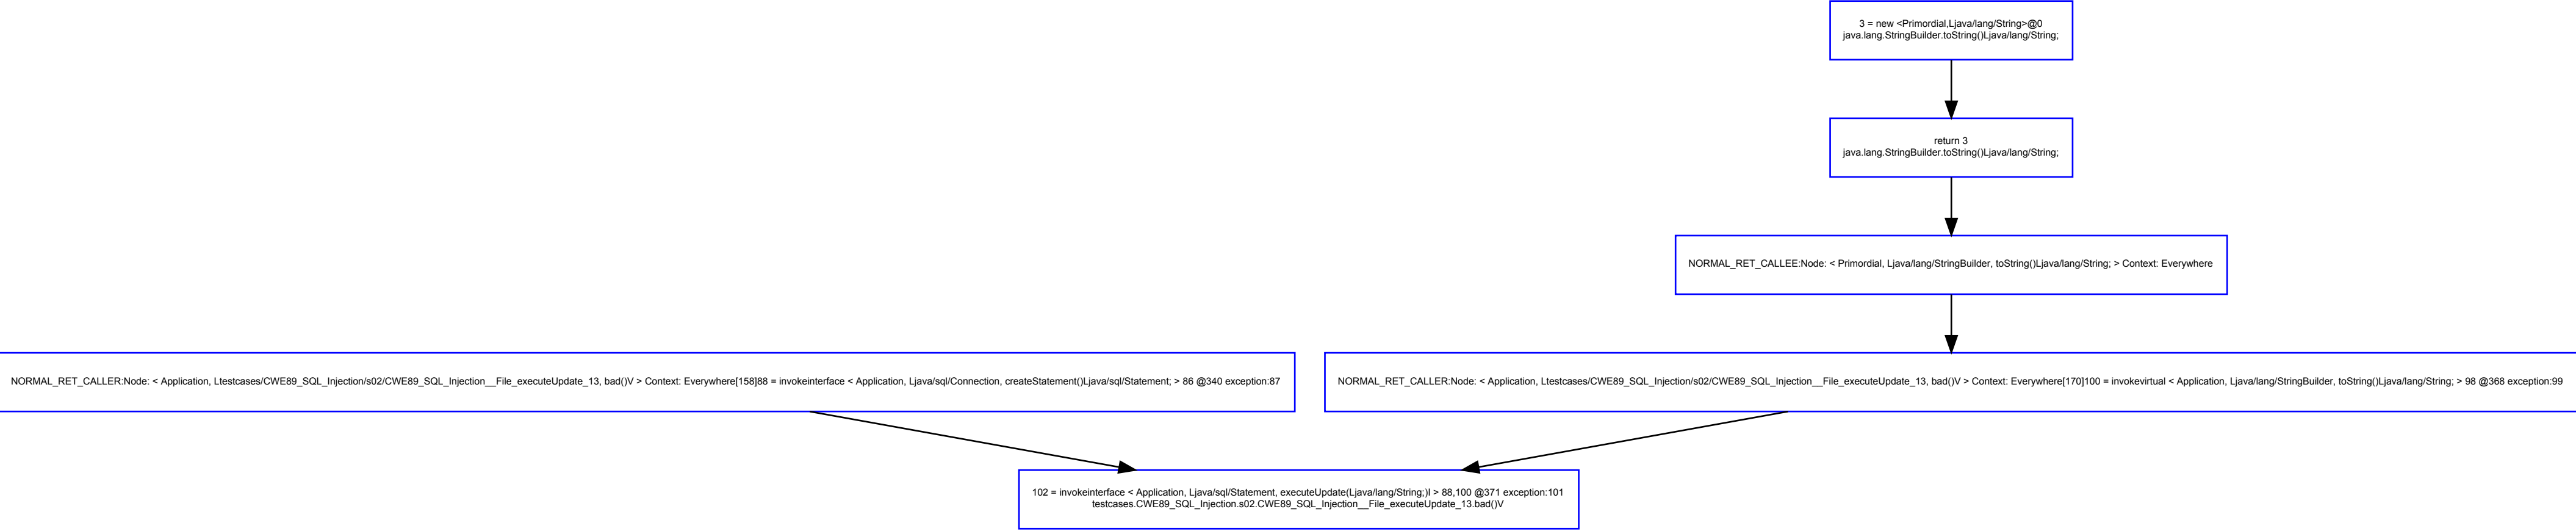 3 = new <Primordial,Ljava/lang/String>@0
java.lang.StringBuilder.toString()Ljava/lang/String;
return 3
java.lang.StringBuilder.toString()Ljava/lang/String;
NORMAL_RET_CALLEE:Node: < Primordial, Ljava/lang/StringBuilder, toString()Ljava/lang/String; > Context: Everywhere
NORMAL_RET_CALLER:Node: < Application, Ltestcases/CWE89_SQL_Injection/s02/CWE89_SQL_Injection__File_executeUpdate_13, bad()V > Context: Everywhere[158]88 = invokeinterface < Application, Ljava/sql/Connection, createStatement()Ljava/sql/Statement; > 86 @340 exception:87
NORMAL_RET_CALLER:Node: < Application, Ltestcases/CWE89_SQL_Injection/s02/CWE89_SQL_Injection__File_executeUpdate_13, bad()V > Context: Everywhere[170]100 = invokevirtual < Application, Ljava/lang/StringBuilder, toString()Ljava/lang/String; > 98 @368 exception:99
102 = invokeinterface < Application, Ljava/sql/Statement, executeUpdate(Ljava/lang/String;)I > 88,100 @371 exception:101
testcases.CWE89_SQL_Injection.s02.CWE89_SQL_Injection__File_executeUpdate_13.bad()V